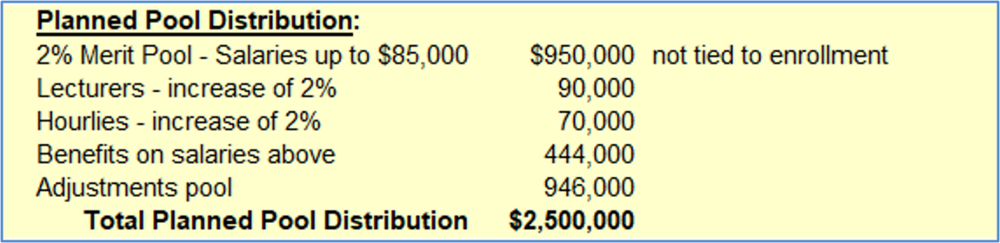 Planned Pool Distribution:
2% Merit Pool - Salaries up to $85,000 $950,000 not tied to enrollment
Lecturers - increase of 2% 90,000
Hourlies - increase of 2% 70,000
Benefits on salaries above 444,000
Adjustments pool 946,000
Total Planned Pool Distribution $2,500,000